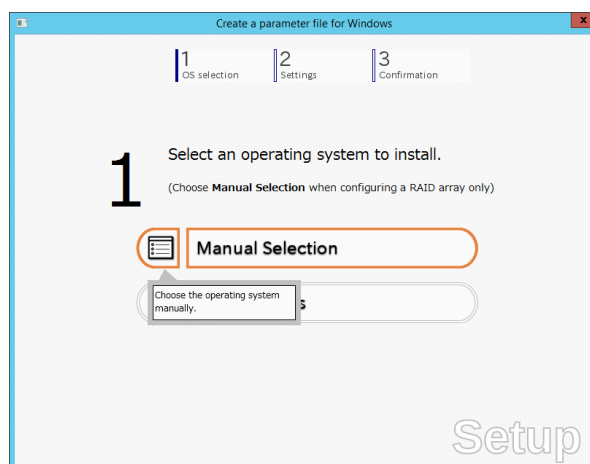 Create a parameter file for Windows
x
1
OS selection
2
Settings
3
Confirmation
1
Select an operating system to install.
(Choose Manual Selection when configuring a RAID array only)
Manual Selection
Choose the operating system
manually.
Setup